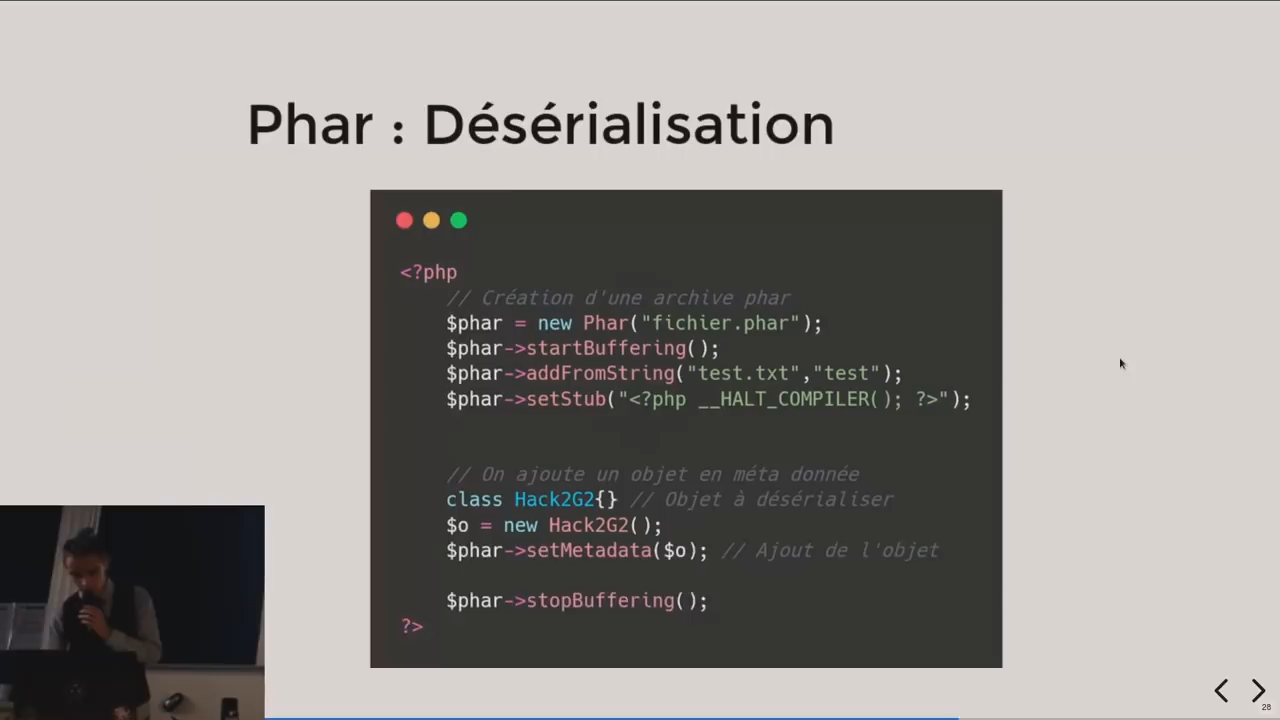 Phar : Désérialisation
<?php
// Création d'une archive phar
$phar = new Phar("fichier.phar");
$phar->startBuffering();
$phar->addFromString("test.txt","test");
$phar->setStub("<?php __HALT_COMPILER(); ?>");
// On ajoute un objet en méta donnée
class Hack2G2{} // Objet à désérialiser
$o = new Hack2G2();
$phar->setMetadata($o); // Ajout de l'objet
$phar->stopBuffering();
?>
28